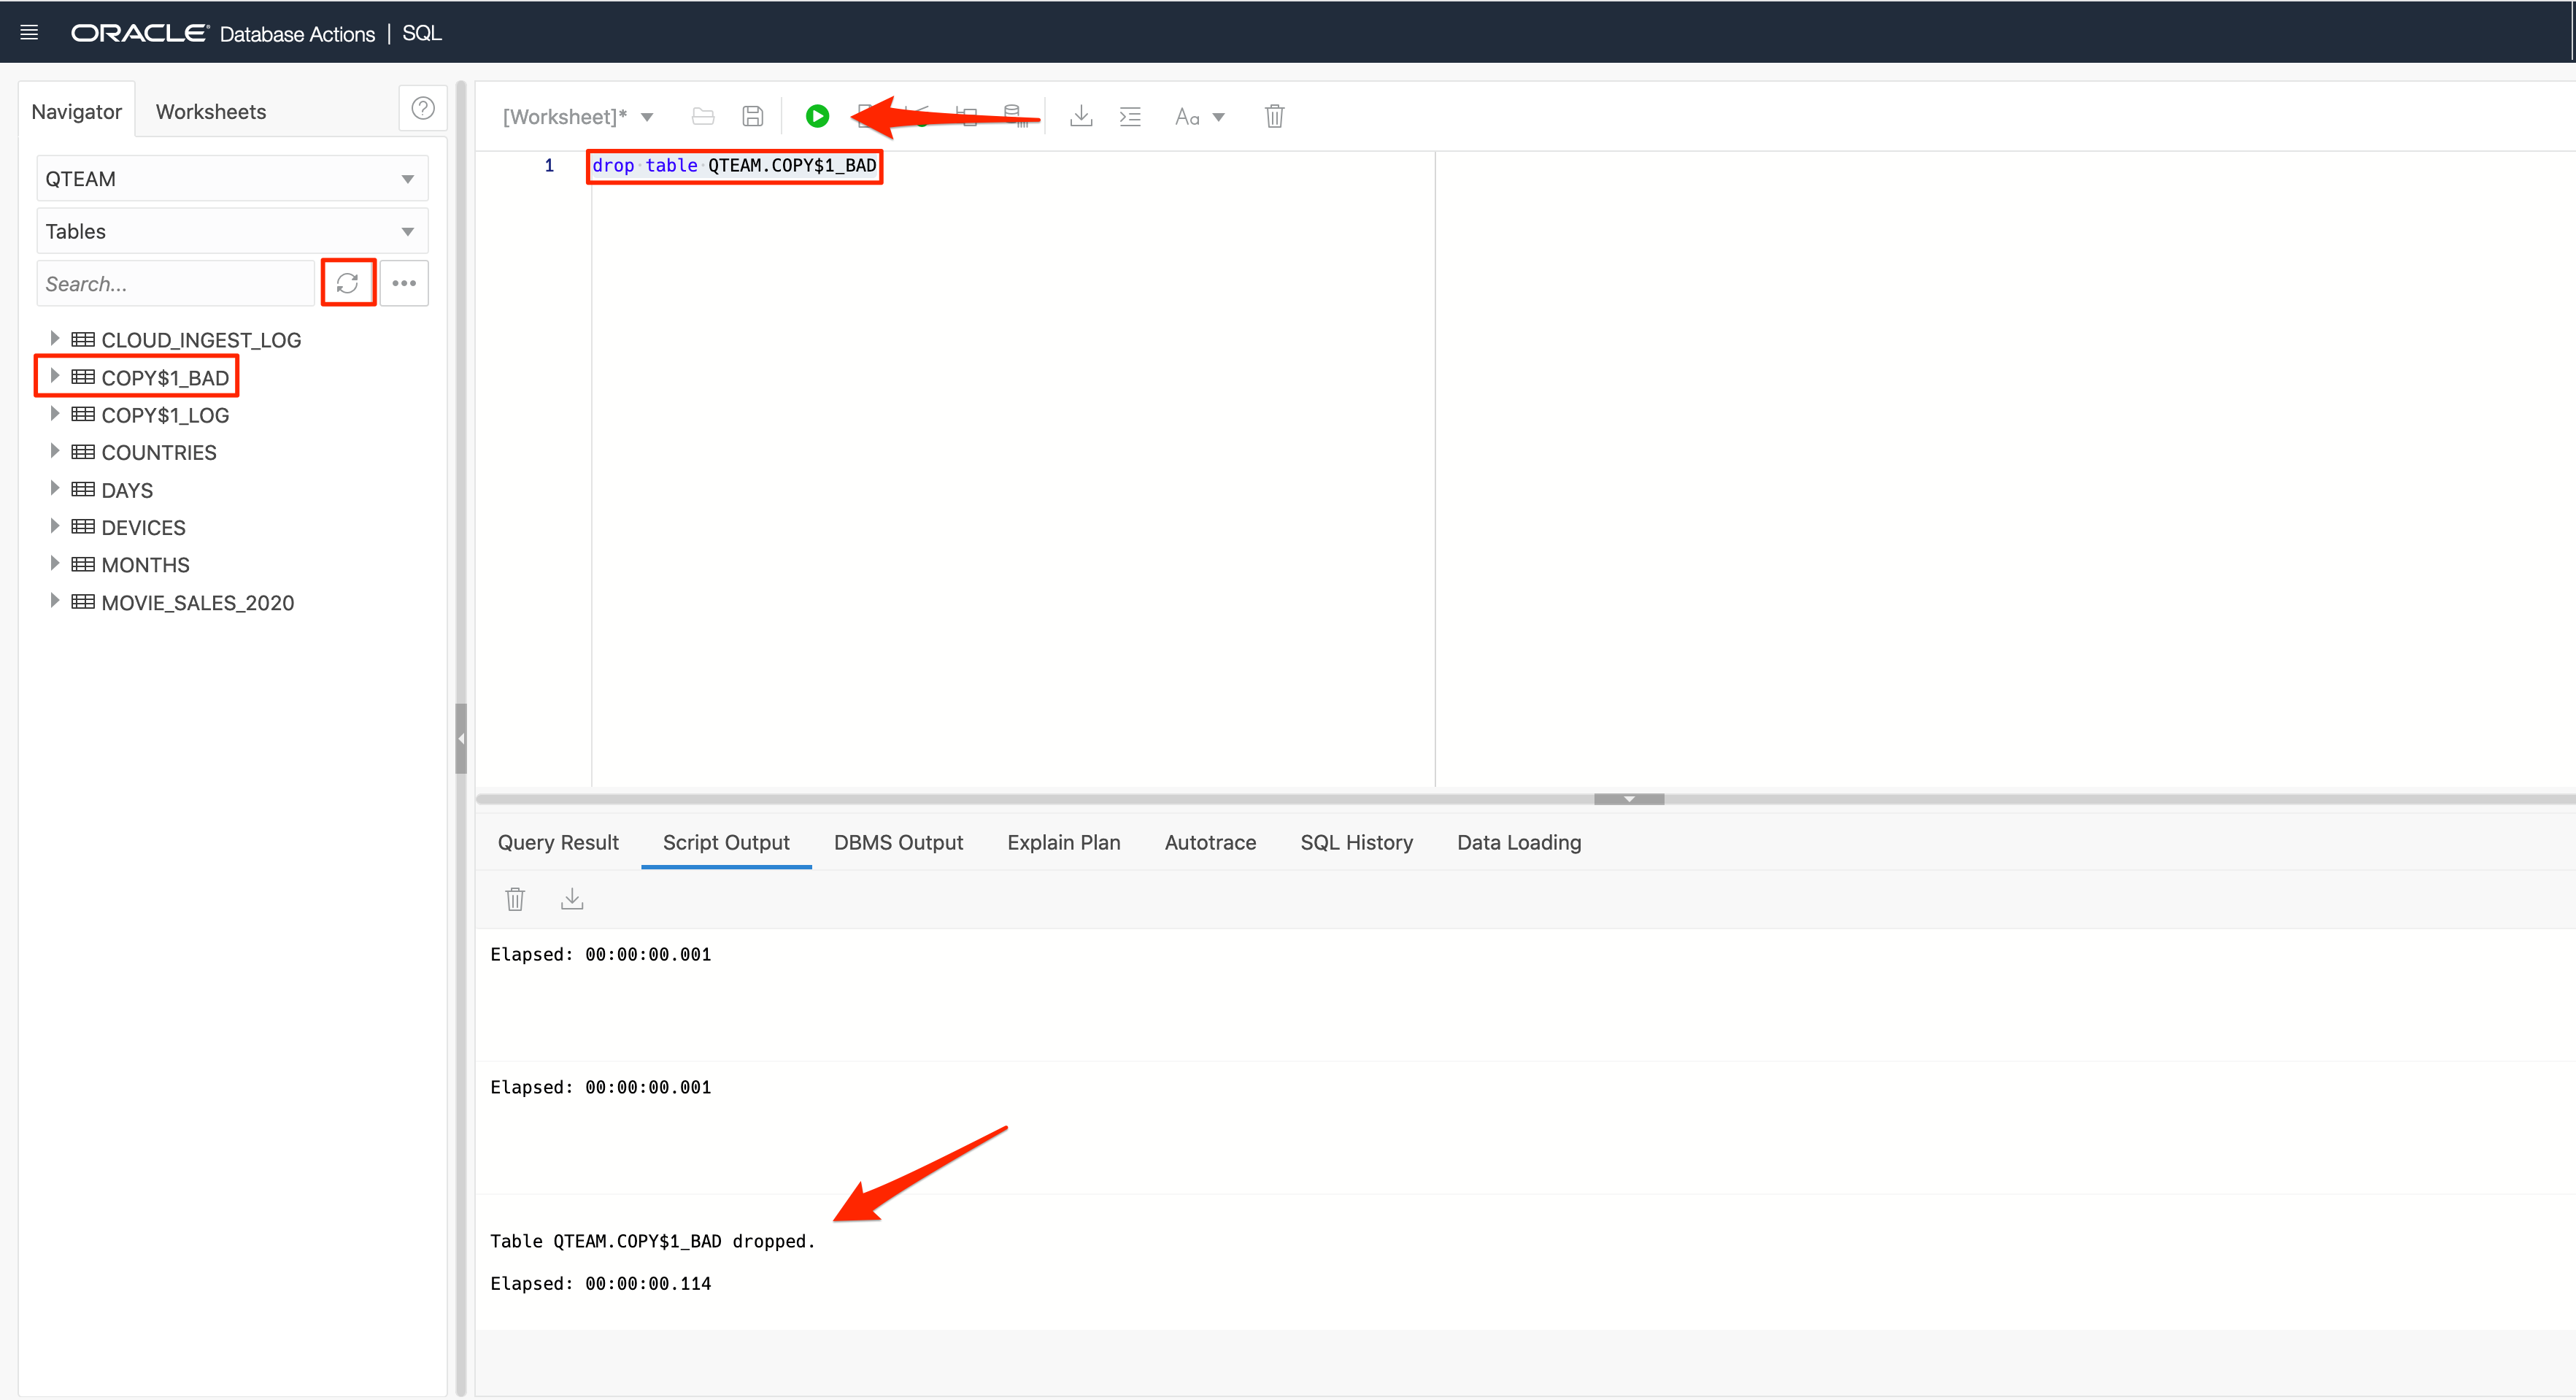 ORACLE Database Actions | SQL
Navigator
Worksheets
QTEAM
Tables
Search...
CLOUD_INGEST_LOG
COPY$1_BAD
COPY$1_LOG
COUNTRIES
DAYS
DEVICES
MONTHS
MOVIE_SALES_2020
[Worksheet]*
Aa
1 drop table QTEAM.COPY$1_BAD
Query Result Script Output DBMS Output Explain Plan Autotrace SQL History Data Loading
Elapsed: 00:00:00.001
Elapsed: 00:00:00.001
Table QTEAM.COPY$1_BAD dropped.
Elapsed: 00:00:00.114